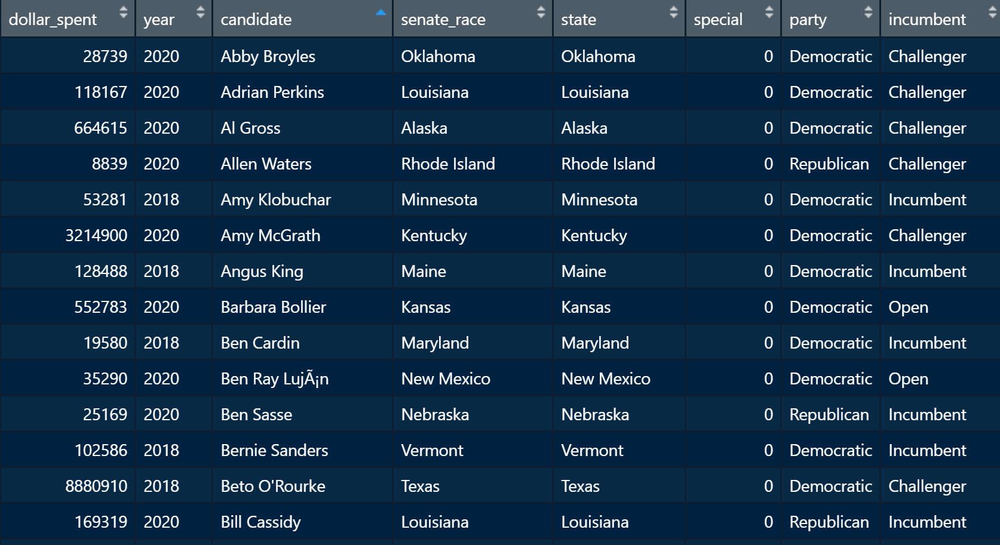 dollar_spent year candidate senate_race state special party incumbent
28739 2020 Abby Broyles Oklahoma Oklahoma 0 Democratic Challenger
118167 2020 Adrian Perkins Louisiana Louisiana 0 Democratic Challenger
664615 2020 Al Gross Alaska Alaska 0 Democratic Challenger
8839 2020 Allen Waters Rhode Island Rhode Island 0 Republican Challenger
53281 2018 Amy Klobuchar Minnesota Minnesota 0 Democratic Incumbent
3214900 2020 Amy McGrath Kentucky Kentucky 0 Democratic Challenger
128488 2018 Angus King Maine Maine 0 Democratic Incumbent
552783 2020 Barbara Bollier Kansas Kansas 0 Democratic Open
19580 2018 Ben Cardin Maryland Maryland 0 Democratic Incumbent
35290 2020 Ben Ray LujÃ¡n New Mexico New Mexico 0 Democratic Open
25169 2020 Ben Sasse Nebraska Nebraska 0 Republican Incumbent
102586 2018 Bernie Sanders Vermont Vermont 0 Democratic Incumbent
8880910 2018 Beto O'Rourke Texas Texas 0 Democratic Challenger
169319 2020 Bill Cassidy Louisiana Louisiana 0 Republican Incumbent